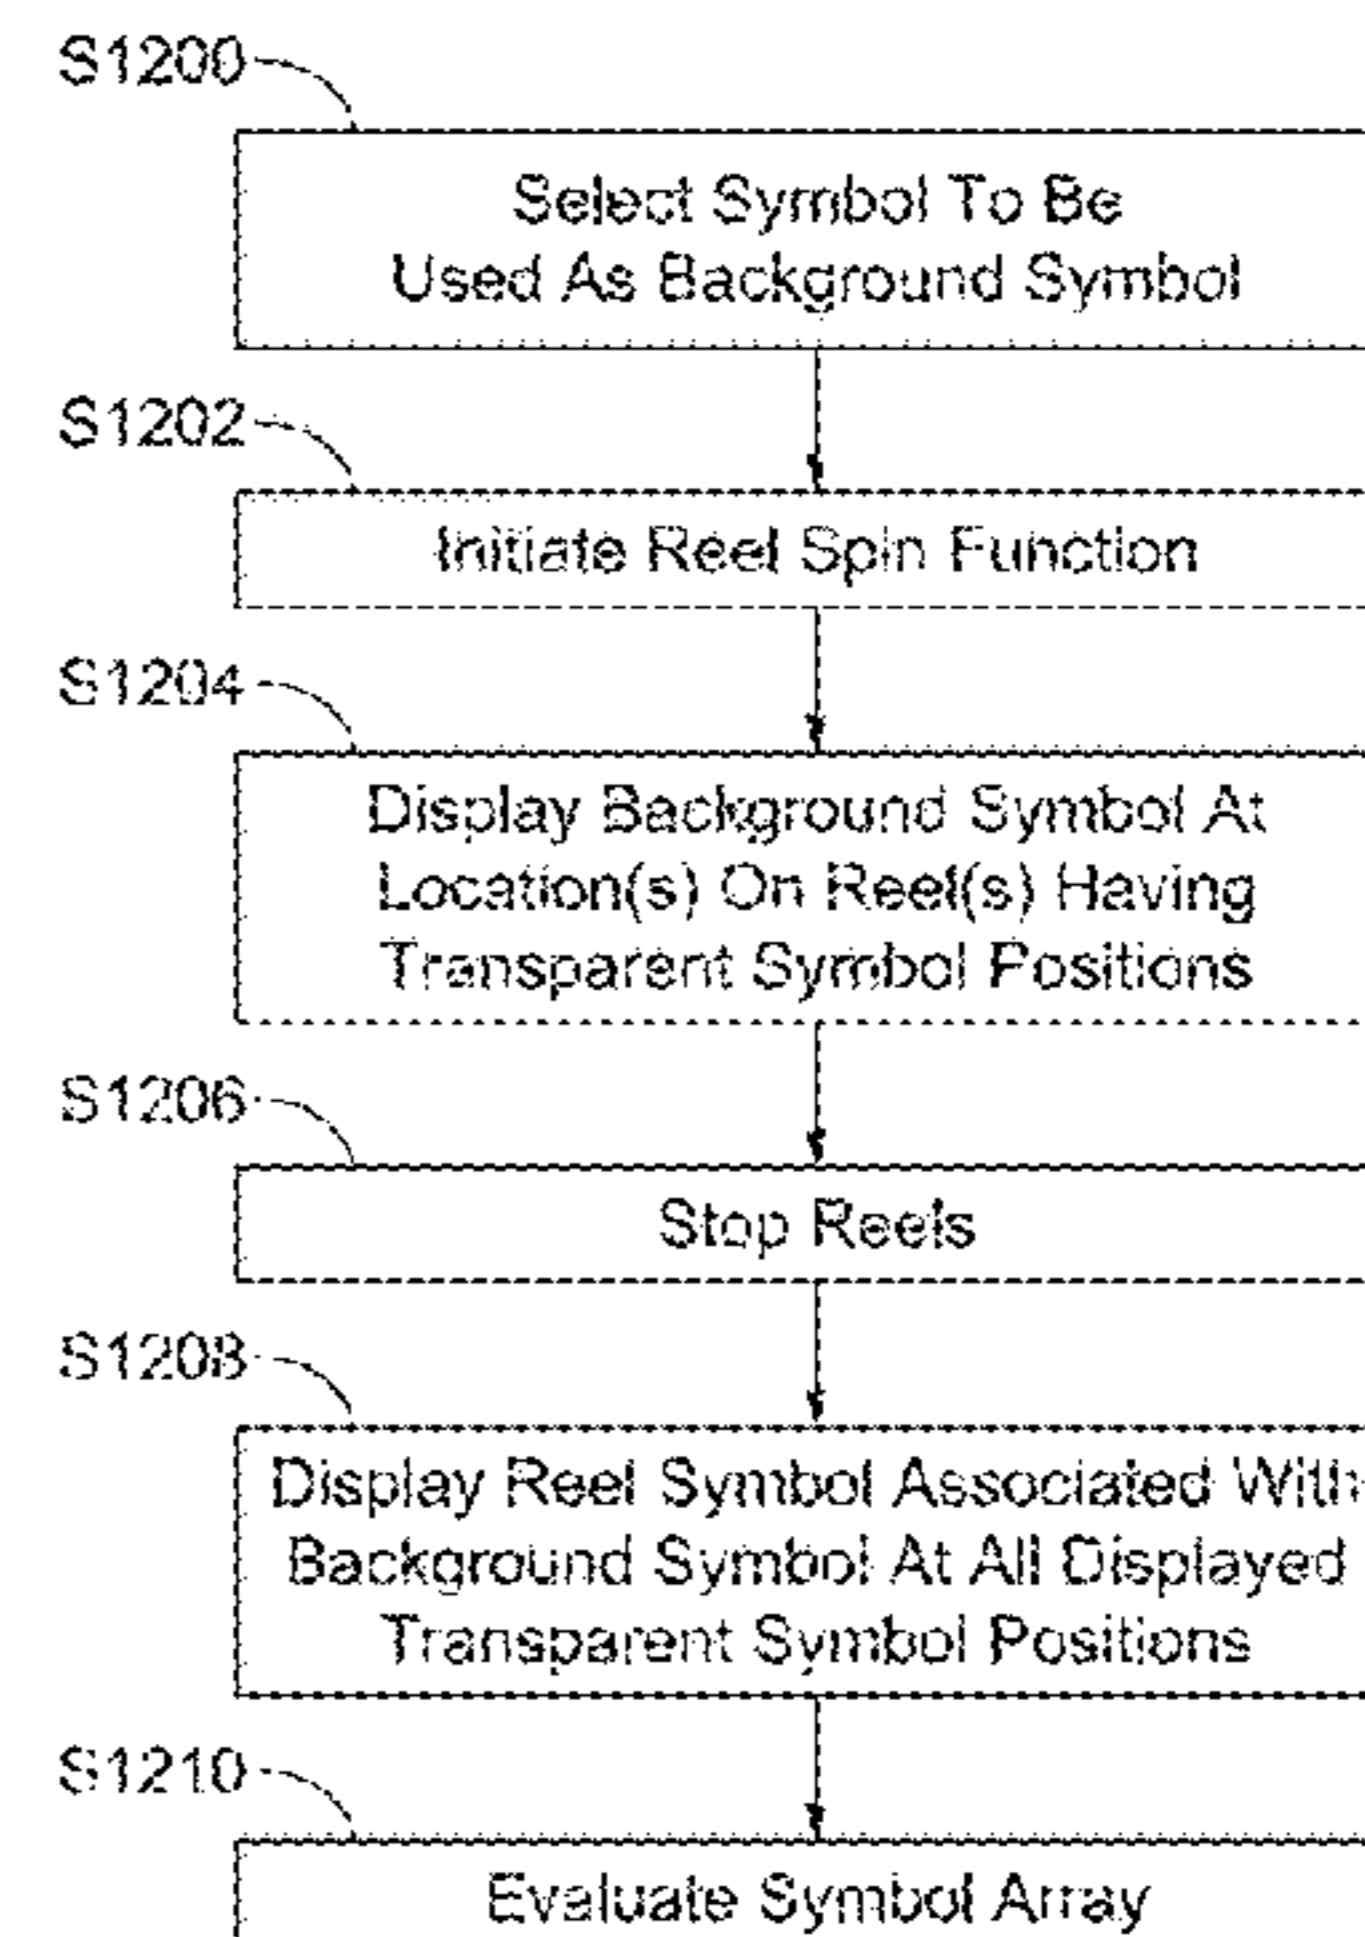 S1200
Select Symbol To Be
Used As Background Symbol
S1202
Initiate Reel Spin Function
S1204
Display Background Symbol At
Location(s) On Reel(s) Having
Transparent Symbol Positions
S1206
Stop Reels
S1208
Display Reel Symbol Associated With
Background Symbol At All Displayed
Transparent Symbol Positions
S1210
Evaluate Symbol Array